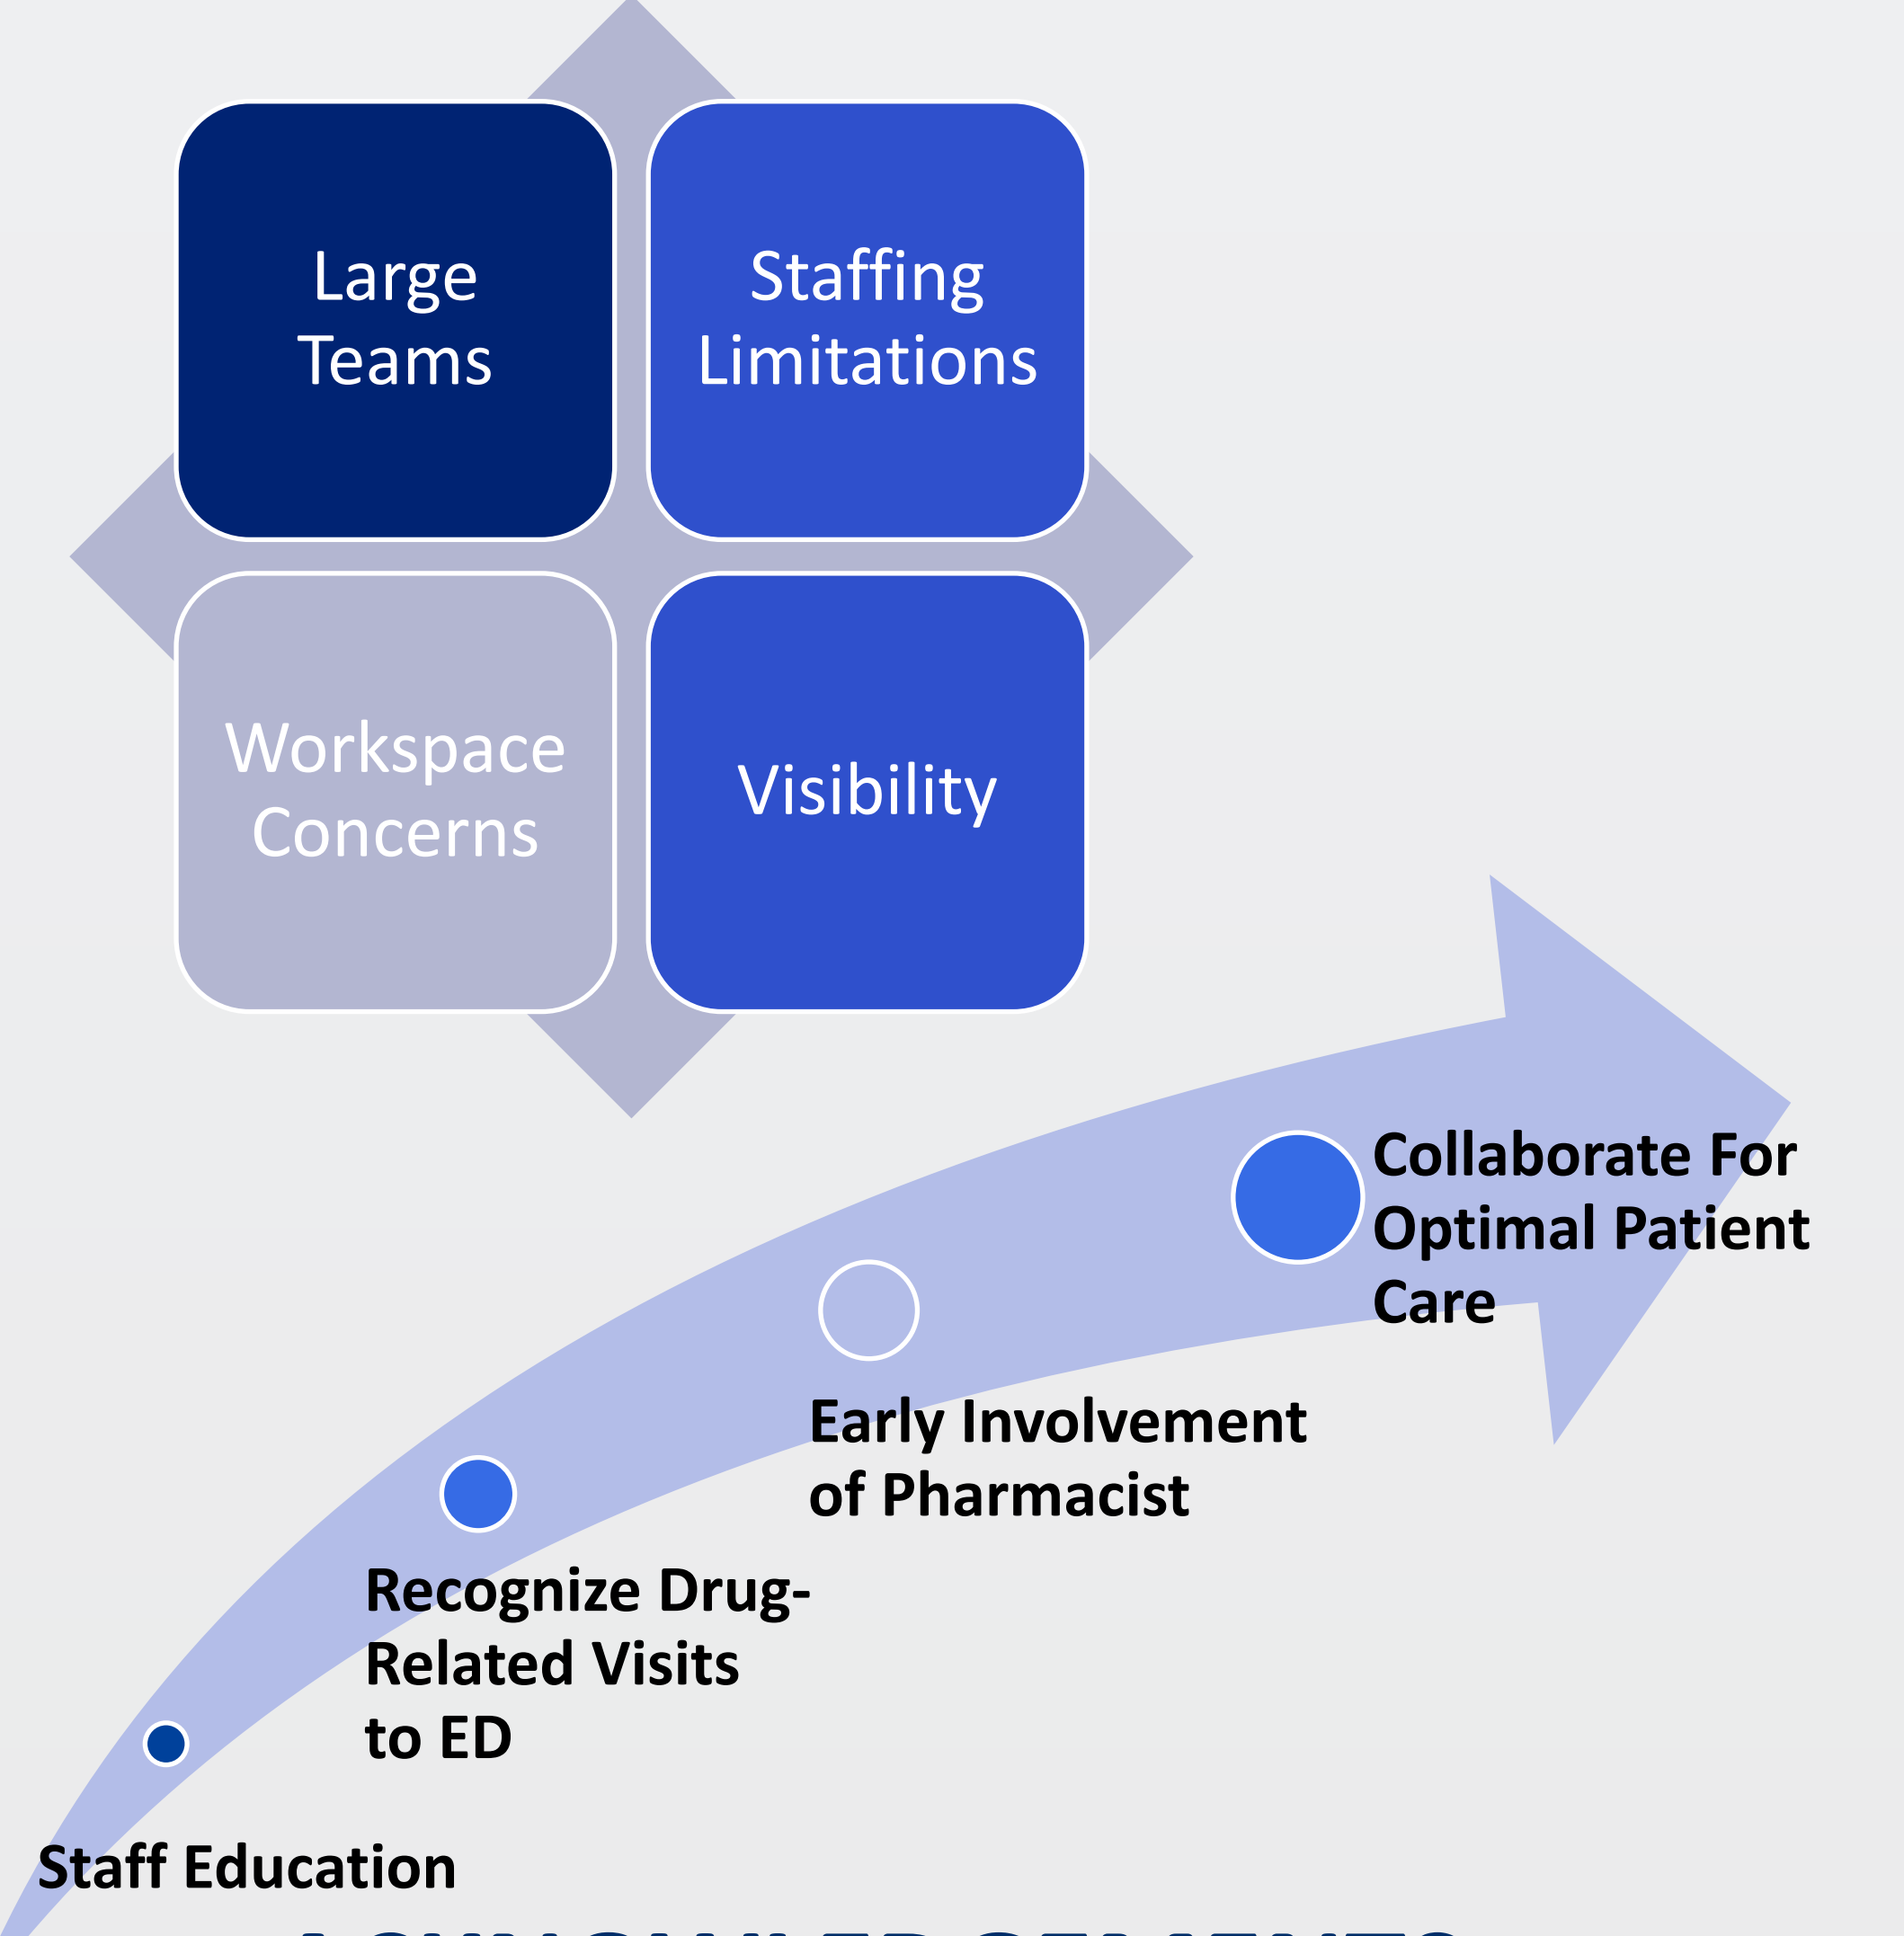 Large
Teams
Staffing
Limitations
Workspace
Concerns
Visibility
Collaborate For
Optimal Patient
Care
Early Involvement
of Pharmacist
Recognize Drug-
Related Visits
to ED
Staff Education